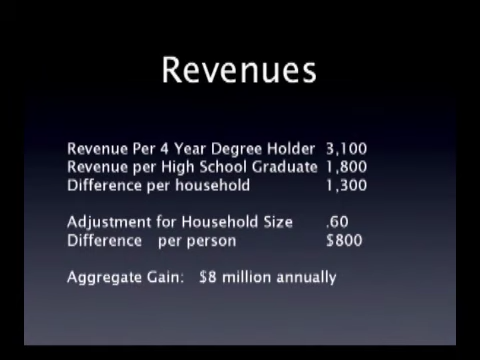 Revenues
Revenue Per 4 Year Degree Holder 3,100
Revenue per High School Graduate 1,800
Difference per household 1,300
Adjustment for Household Size .60
Difference per person $800
Aggregate Gain: $8 million annually